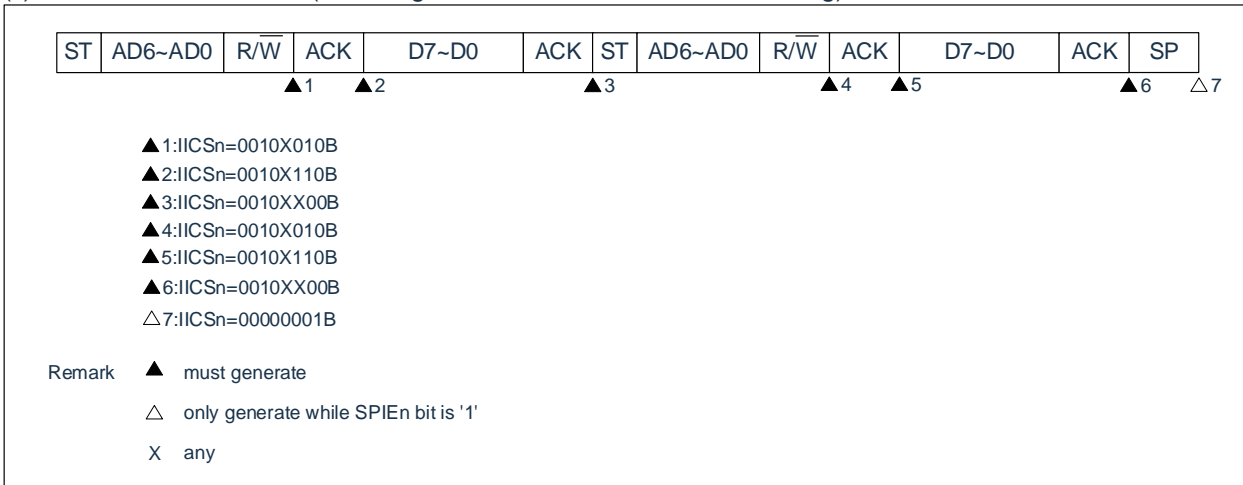 ST AD6~AD0 R/W ACK D7~D0 ACK ST AD6~AD0 R/W ACK D7~D0 ACK SP
▲1 ▲2 ▲3 ▲4 ▲5 ▲6 △7
▲1:IICSn=0010X010B
▲2:IICSn=0010X110B
▲3:IICSn=0010XX00B
▲4:IICSn=0010X010B
▲5:IICSn=0010X110B
▲6:IICSn=0010XX00B
△7:IICSn=00000001B
Remark ▲ must generate
△ only generate while SPIEn bit is '1'
X any